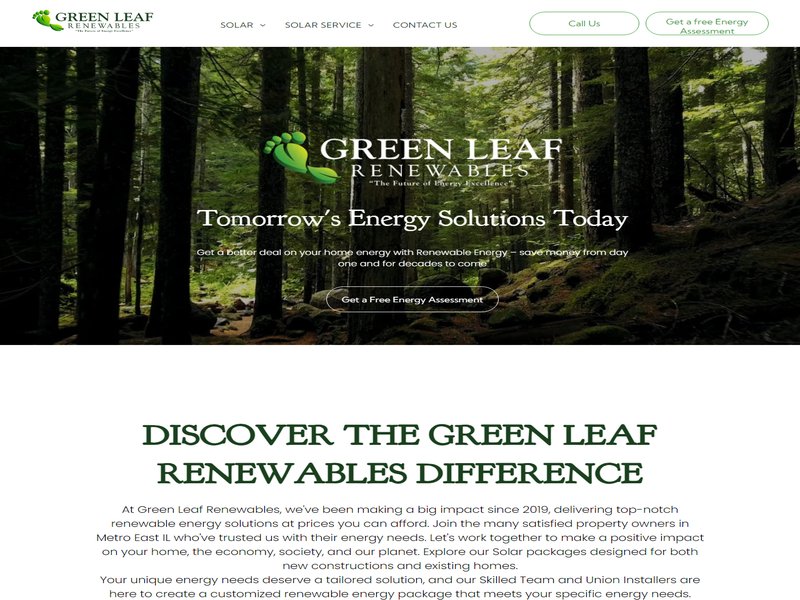 GREEN LEAF
RENEWABLES
"The Future of Energy Excellence"
SOLAR
SOLAR SERVICE
CONTACT US
Call Us
Get a free Energy
Assessment
GREEN LEAF
RENEWABLES
"The Future of Energy Excellence"
Tomorrow's Energy Solutions Today
Get a better deal on your home energy with Renewable Energy – save money from day
one and for decades to come"
Get a Free Energy Assessment
DISCOVER THE GREEN LEAF
RENEWABLES DIFFERENCE
At Green Leaf Renewables, we've been making a big impact since 2019, delivering top-notch
renewable energy solutions at prices you can afford. Join the many satisfied property owners in
Metro East IL who've trusted us with their energy needs. Let's work together to make a positive impact
on your home, the economy, society, and our planet. Explore our Solar packages designed for both
new constructions and existing homes.
Your unique energy needs deserve a tailored solution, and our Skilled Team and Union Installers are
here to create a customized renewable energy package that meets your specific energy needs.